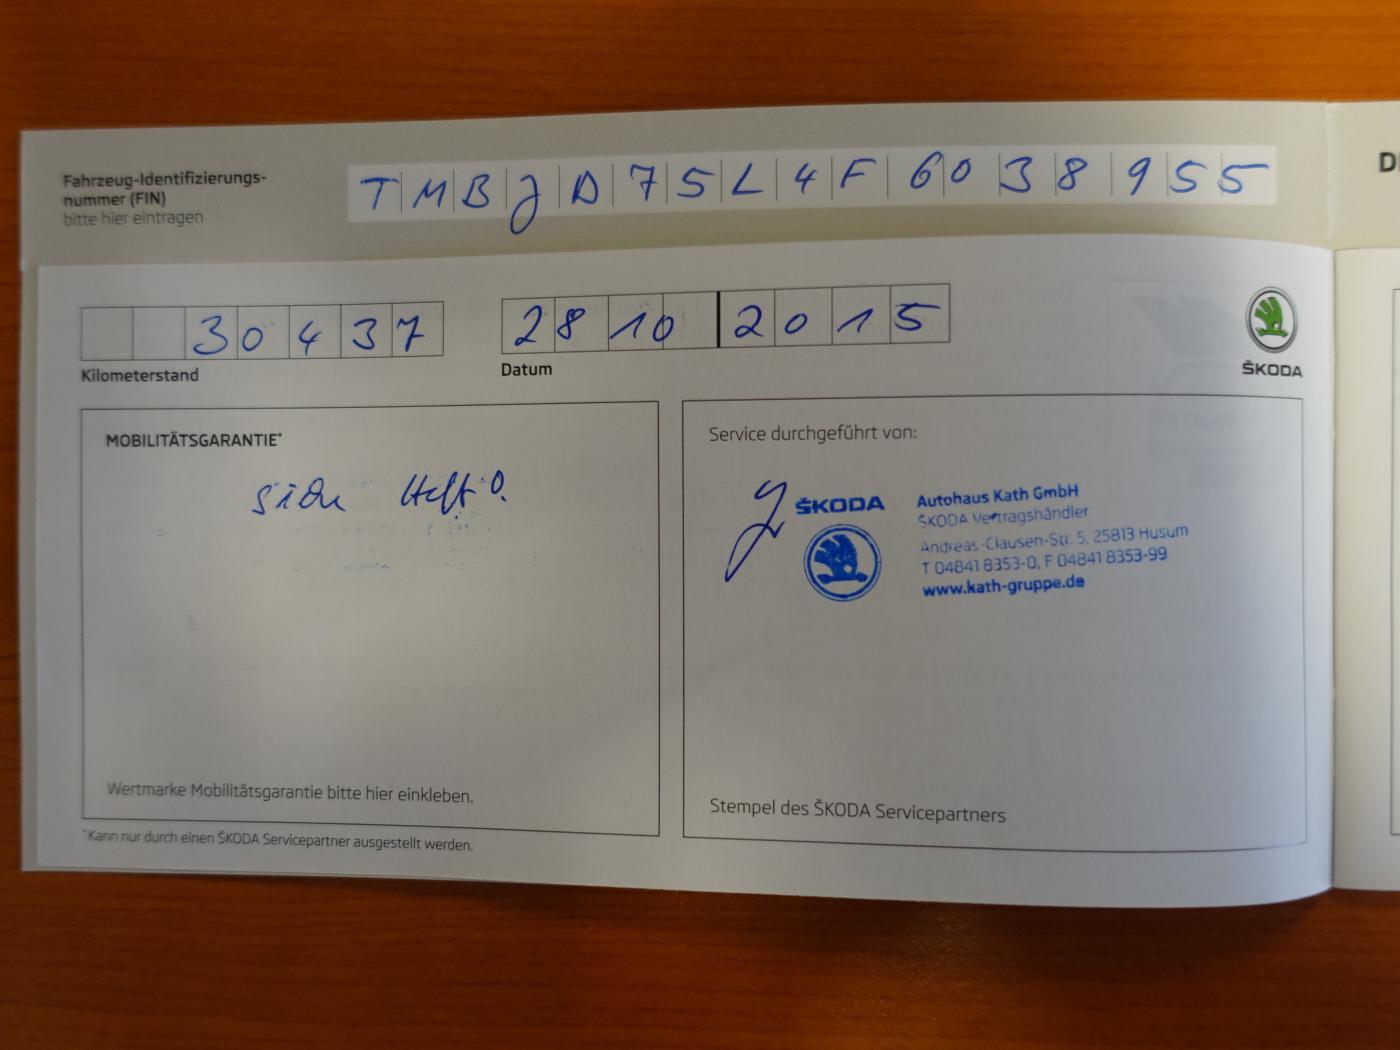 Fahrzeug-Identifizierungs-
nummer (FIN)
bitte hier eintragen
TMBJD75L4F6038955
30437
Kilometerstand
28 10 2015
Datum
ŠKODA
MOBILITÄTSGARANTIE*
Wertmarke Mobilitätsgarantie bitte hier einkleben.
*Kann nur durch einen ŠKODA Servicepartner ausgestellt werden.
Service durchgeführt von:
ŠKODA
Autohaus Kath GmbH
ŠKODA Vertragshändler
Andreas-Clausen-Str. 5, 25813 Husum
T 04841 8353-0, F 04841 8353-99
www.kath-gruppe.de
Stempel des ŠKODA Servicepartners